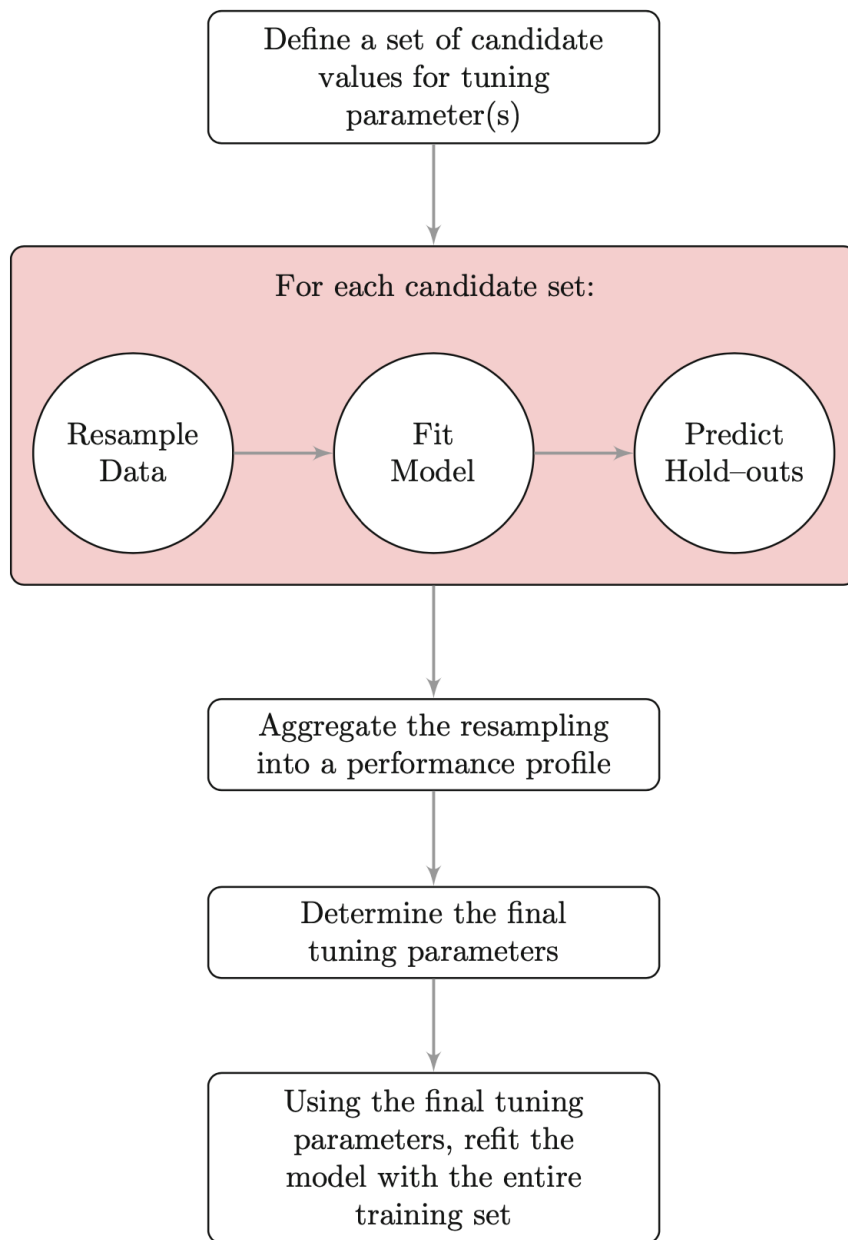 Define a set of candidate
values for tuning
parameter(s)
For each candidate set:
Resample
Data
Fit
Model
Predict
Hold–outs
Aggregate the resampling
into a performance profile
Determine the final
tuning parameters
Using the final tuning
parameters, refit the
model with the entire
training set